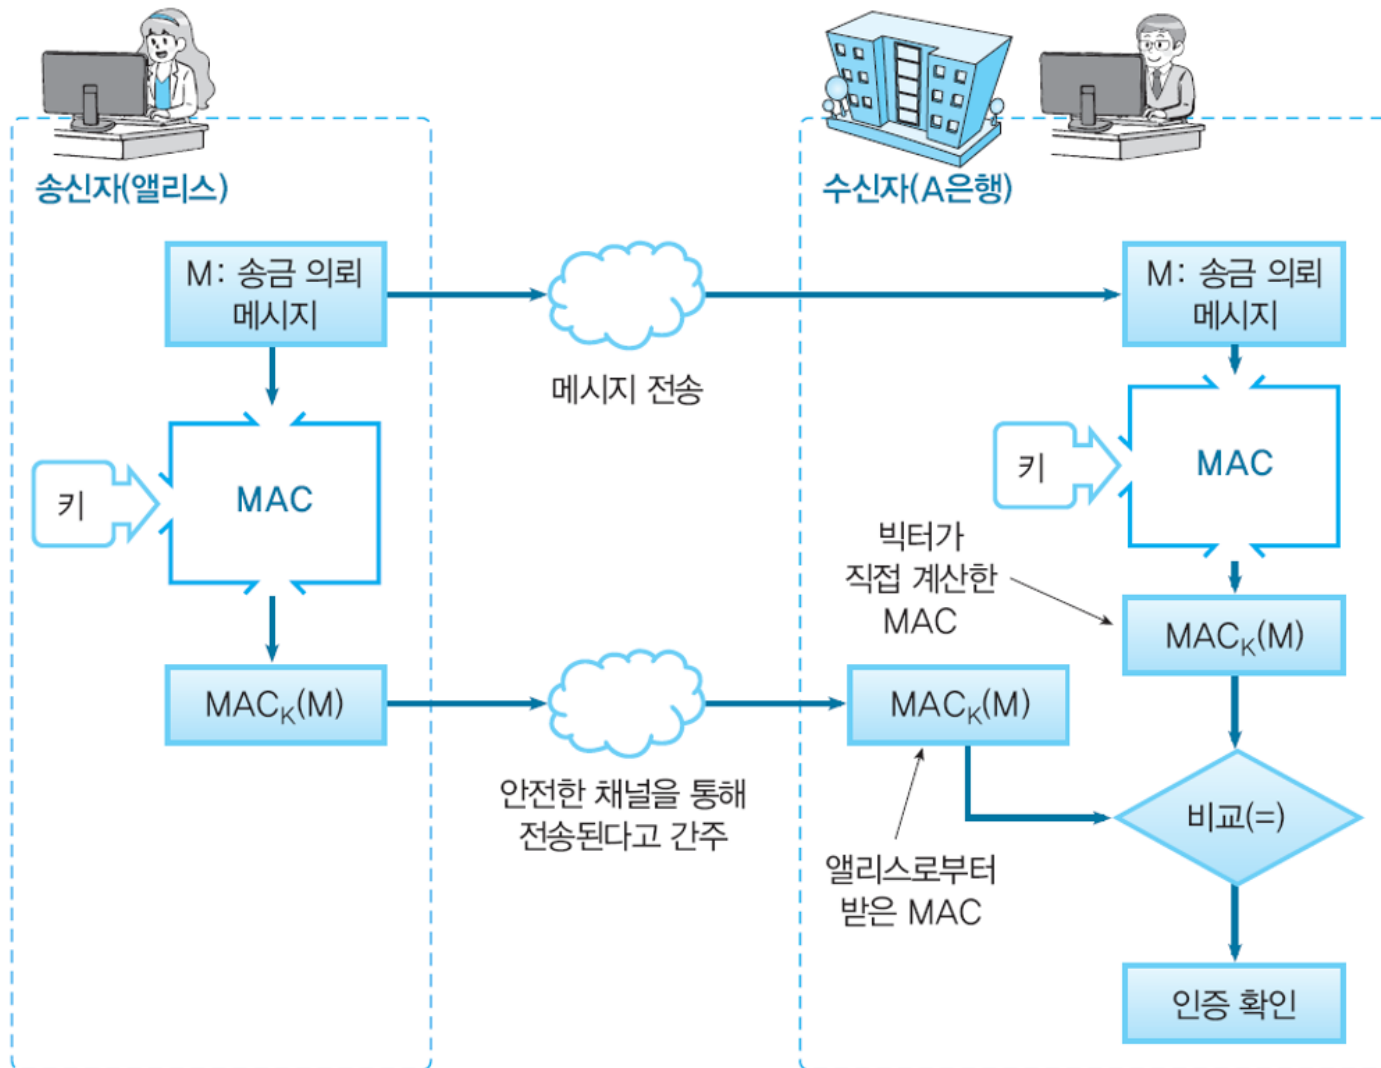 송신자(앨리스)
수신자(A은행)
M: 송금 의뢰
메시지
M: 송금 의뢰
메시지
메시지 전송
키
MAC
키
MAC
빅터가
직접 계산한
MAC
MACK(M)
MACK(M)
MACK(M)
안전한 채널을 통해
전송된다고 간주
비교(=)
앨리스로부터
받은 MAC
인증 확인